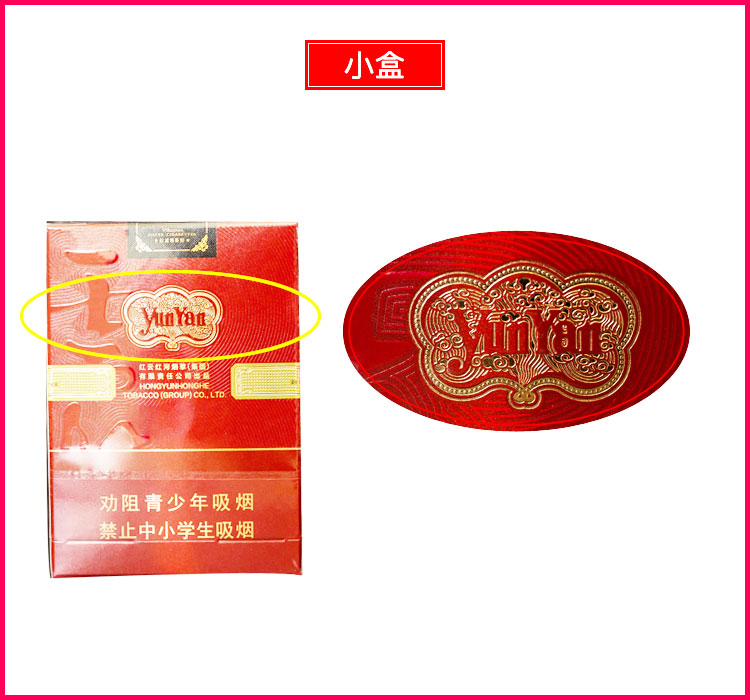 小盒
YunYan
红云红河烟草(集团)
有限责任公司出品
HONGYUNHONGHE
TOBACCO (GROUP) CO., LTD.
劝阻青少年吸烟
禁止中小学生吸烟
YunYan